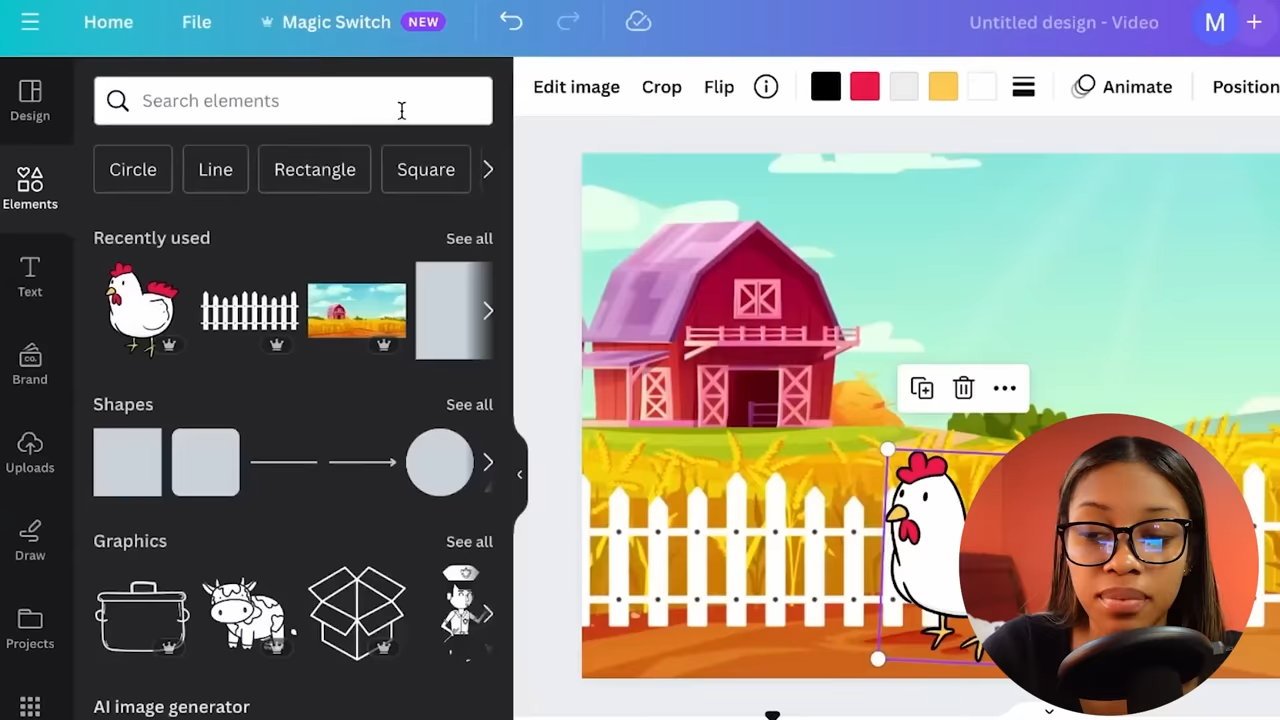 Home File Magic Switch NEW Untitled design - Video M
Design
Elements
Text
Brand
CO.
Uploads
Draw
Projects
Search elements
Circle Line Rectangle Square
Recently used See all
Shapes See all
Graphics See all
AI image generator
Edit image Crop Flip Animate Position